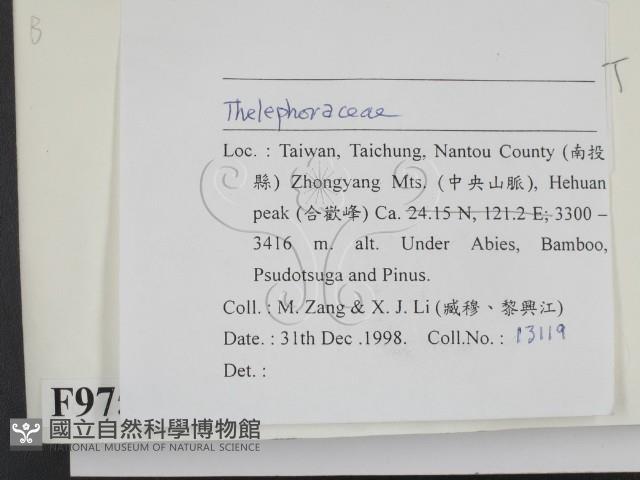 B
T
Thelephoraceae
Loc. : Taiwan, Taichung, Nantou County (南投
縣) Zhongyang Mts. (中央山脈), Hehuan
peak (合歡峰) Ca. 24.15 N, 121.2 E; 3300 –
3416 m. alt. Under Abies, Bamboo,
Psudotsuga and Pinus.
Coll. : M. Zang & X. J. Li (臧穆、黎興江)
Date. : 31th Dec .1998. Coll.No. : 13119
Det. :
F97
國立自然科學博物館
NATIONAL MUSEUM OF NATURAL SCIENCE